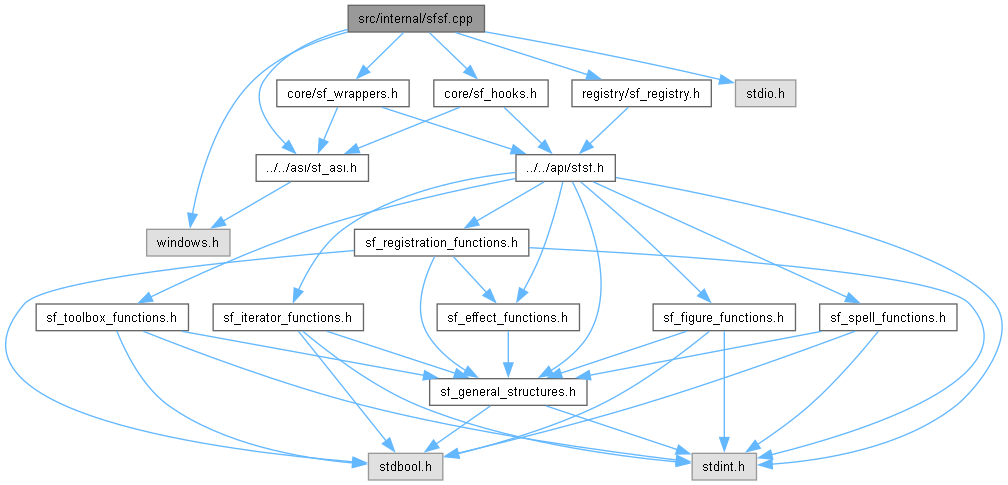 src/internal/sfsf.cpp
core/sf_wrappers.h
core/sf_hooks.h
registry/sf_registry.h
stdio.h
../../asi/sf_asi.h
../../api/sfsf.h
windows.h
sf_registration_functions.h
sf_toolbox_functions.h
sf_iterator_functions.h
sf_effect_functions.h
sf_figure_functions.h
sf_spell_functions.h
sf_general_structures.h
stdbool.h
stdint.h